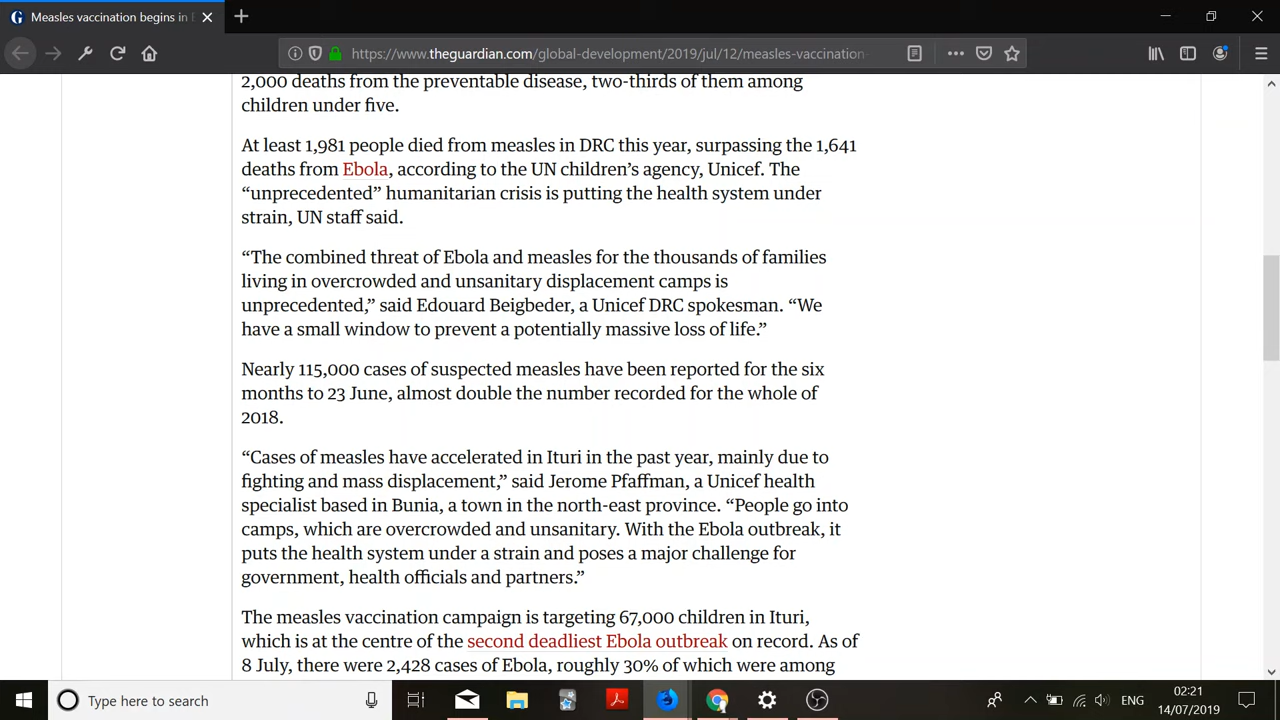 Measles vaccination begins in E
https://www.theguardian.com/global-development/2019/jul/12/measles-vaccination-
2,000 deaths from the preventable disease, two-thirds of them among
children under five.
At least 1,981 people died from measles in DRC this year, surpassing the 1,641
deaths from Ebola, according to the UN children’s agency, Unicef. The
“unprecedented” humanitarian crisis is putting the health system under
strain, UN staff said.
“The combined threat of Ebola and measles for the thousands of families
living in overcrowded and unsanitary displacement camps is
unprecedented,” said Edouard Beigbeder, a Unicef DRC spokesman. “We
have a small window to prevent a potentially massive loss of life.”
Nearly 115,000 cases of suspected measles have been reported for the six
months to 23 June, almost double the number recorded for the whole of
2018.
“Cases of measles have accelerated in Ituri in the past year, mainly due to
fighting and mass displacement,” said Jerome Pfaffman, a Unicef health
specialist based in Bunia, a town in the north-east province. “People go into
camps, which are overcrowded and unsanitary. With the Ebola outbreak, it
puts the health system under a strain and poses a major challenge for
government, health officials and partners.”
The measles vaccination campaign is targeting 67,000 children in Ituri,
which is at the centre of the second deadliest Ebola outbreak on record. As of
8 July, there were 2,428 cases of Ebola, roughly 30% of which were among
Type here to search
ENG
02:21
14/07/2019